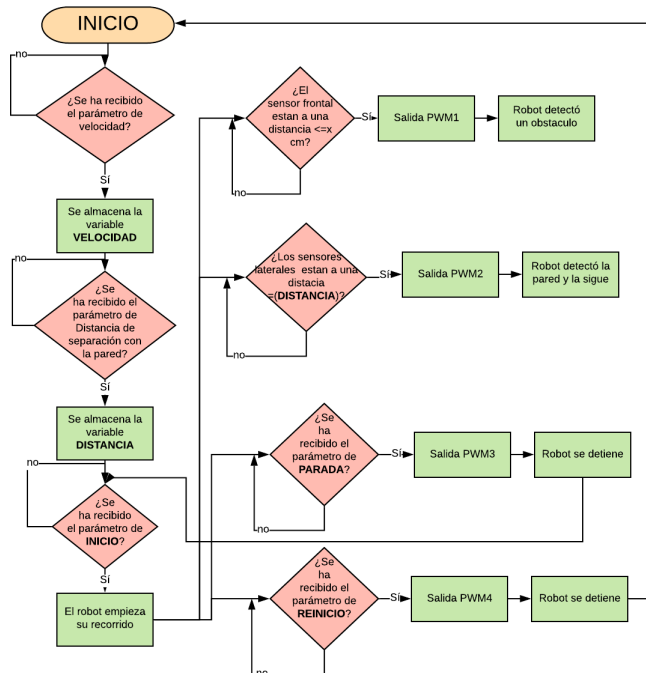 INICIO
no
¿Se ha recibido
el parámetro de
velocidad?
Sí
Se almacena la
variable
VELOCIDAD
no
¿Se
ha recibido el
parámetro de
Distancia de
separación con
la pared?
Sí
Se almacena la
variable
DISTANCIA
no
¿Se
ha recibido
el parámetro de
INICIO?
Sí
El robot empieza
su recorrido
¿El
sensor frontal
estan a una
distancia <=x
cm?
no
Sí
Salida PWM1
Robot detectó
un obstaculo
¿Los sensores
laterales estan a una
distacia
=(DISTANCIA)?
no
Sí
Salida PWM2
Robot detectó la
pared y la sigue
¿Se
ha
recibido el
parámetro de
PARADA?
no
Sí
Salida PWM3
Robot se detiene
¿Se
ha
recibido el
parámetro de
REINICIO?
no
Sí
Salida PWM4
Robot se detiene